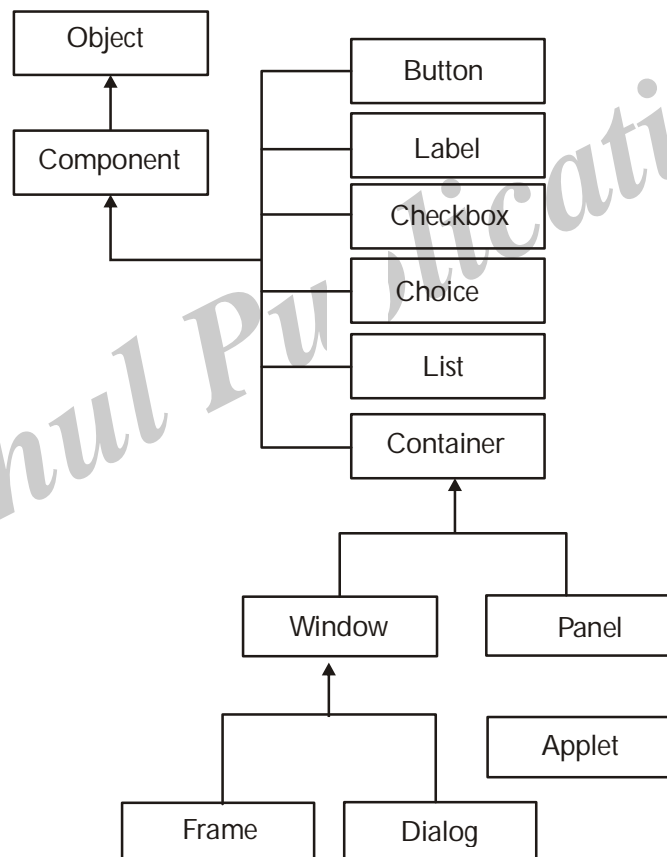 Object
Button
Label
Component
Checkbox
Choice
List
Container
Window
Panel
Applet
Frame
Dialog